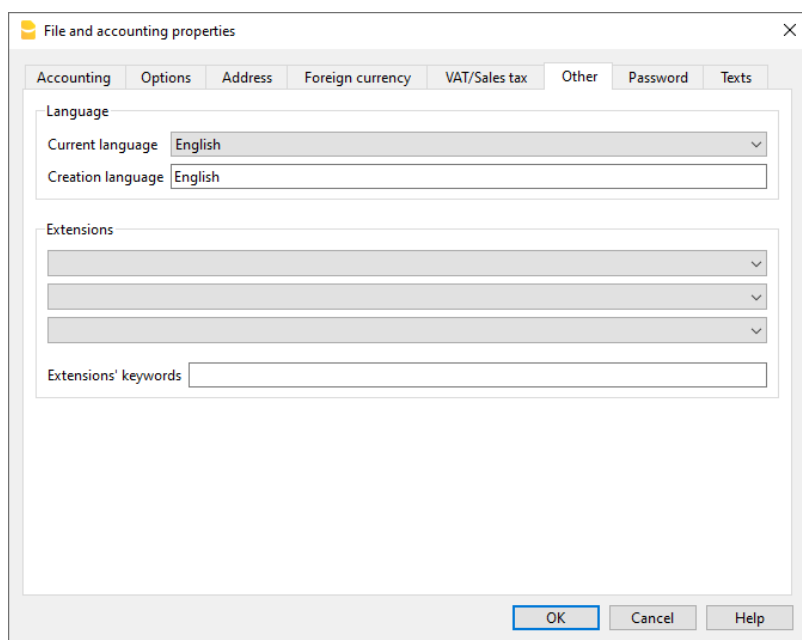 File and accounting properties
Accounting Options Address Foreign currency VAT/Sales tax Other Password Texts
Language
Current language English
Creation language English
Extensions
Extensions' keywords
OK Cancel Help